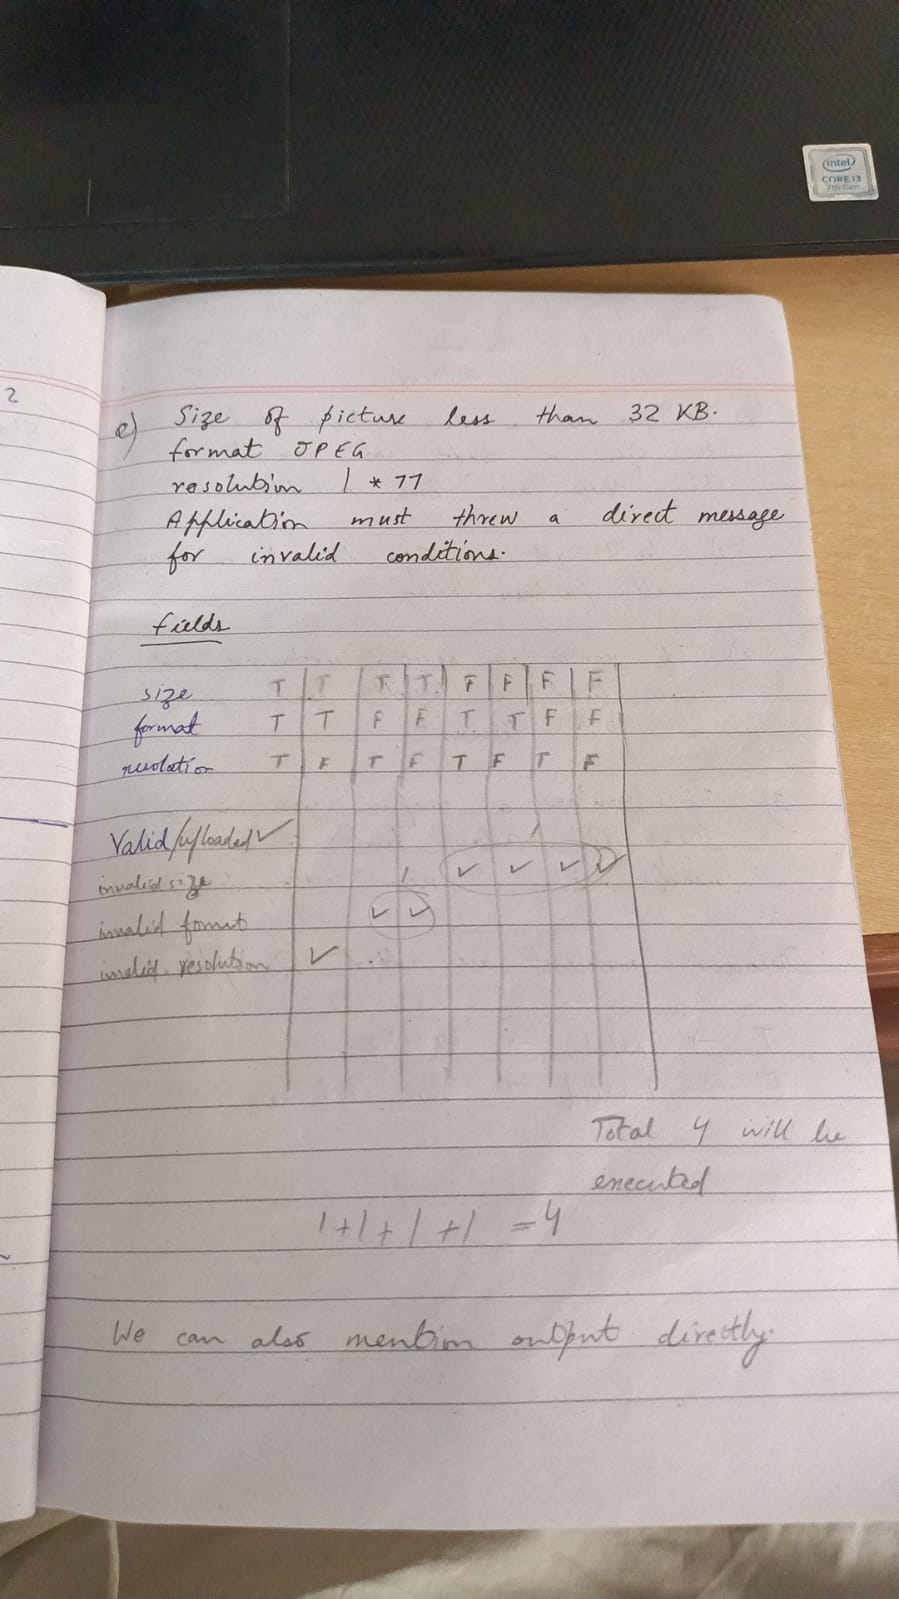 intel
CORE i3
7th Gen
2
e) Size of picture less than 32 KB.
format JPEG
resolution 1 * 77
Application must threw a direct message
for invalid conditions.
fields
size T T T T F F F F
format T T F F T T F F
resolution T F T F T F T F
Valid/uploaded ✓
invalid size ✓ ✓ ✓ ✓
invalid fomat ✓ ✓
invalid resolution ✓
Total 4 will be
executed
1+1+1+1 = 4
We can also mention output directly.